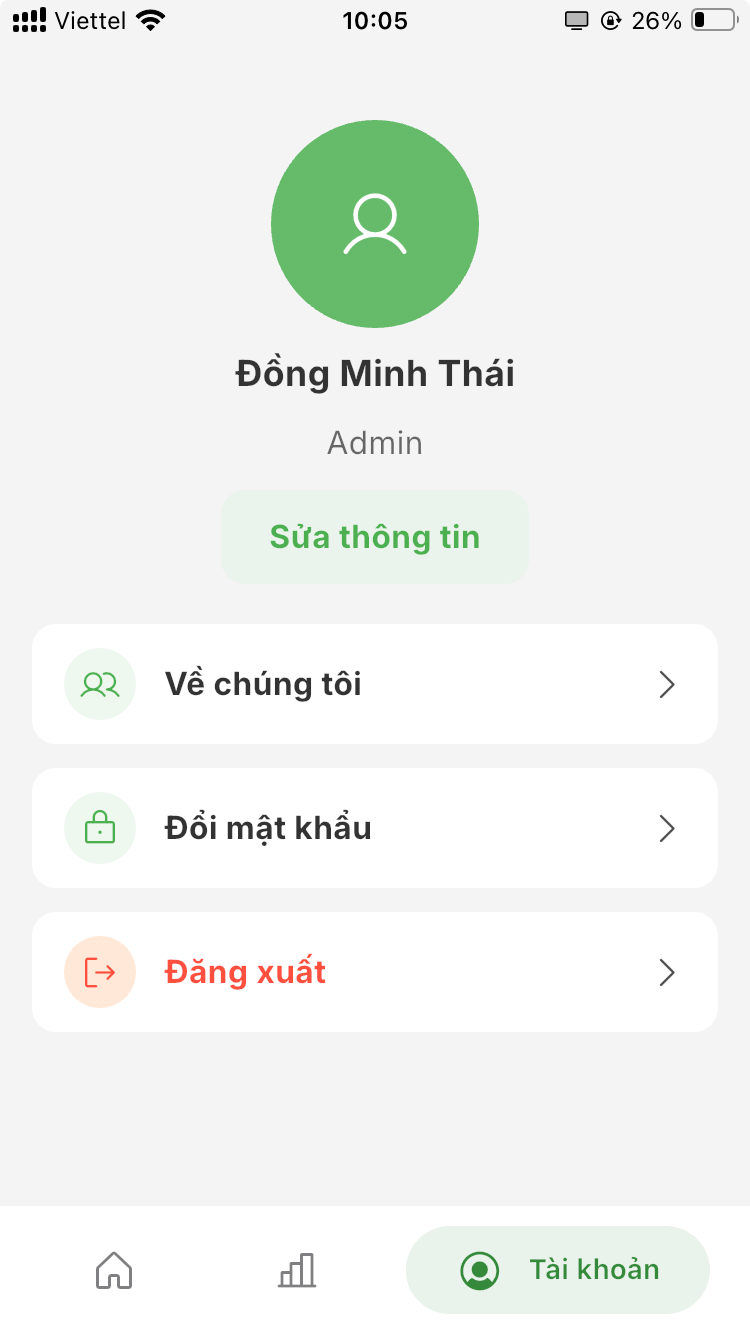 Viettel 10:05 26%
Đồng Minh Thái
Admin
Sửa thông tin
Về chúng tôi
Đổi mật khẩu
Đăng xuất
Tài khoản